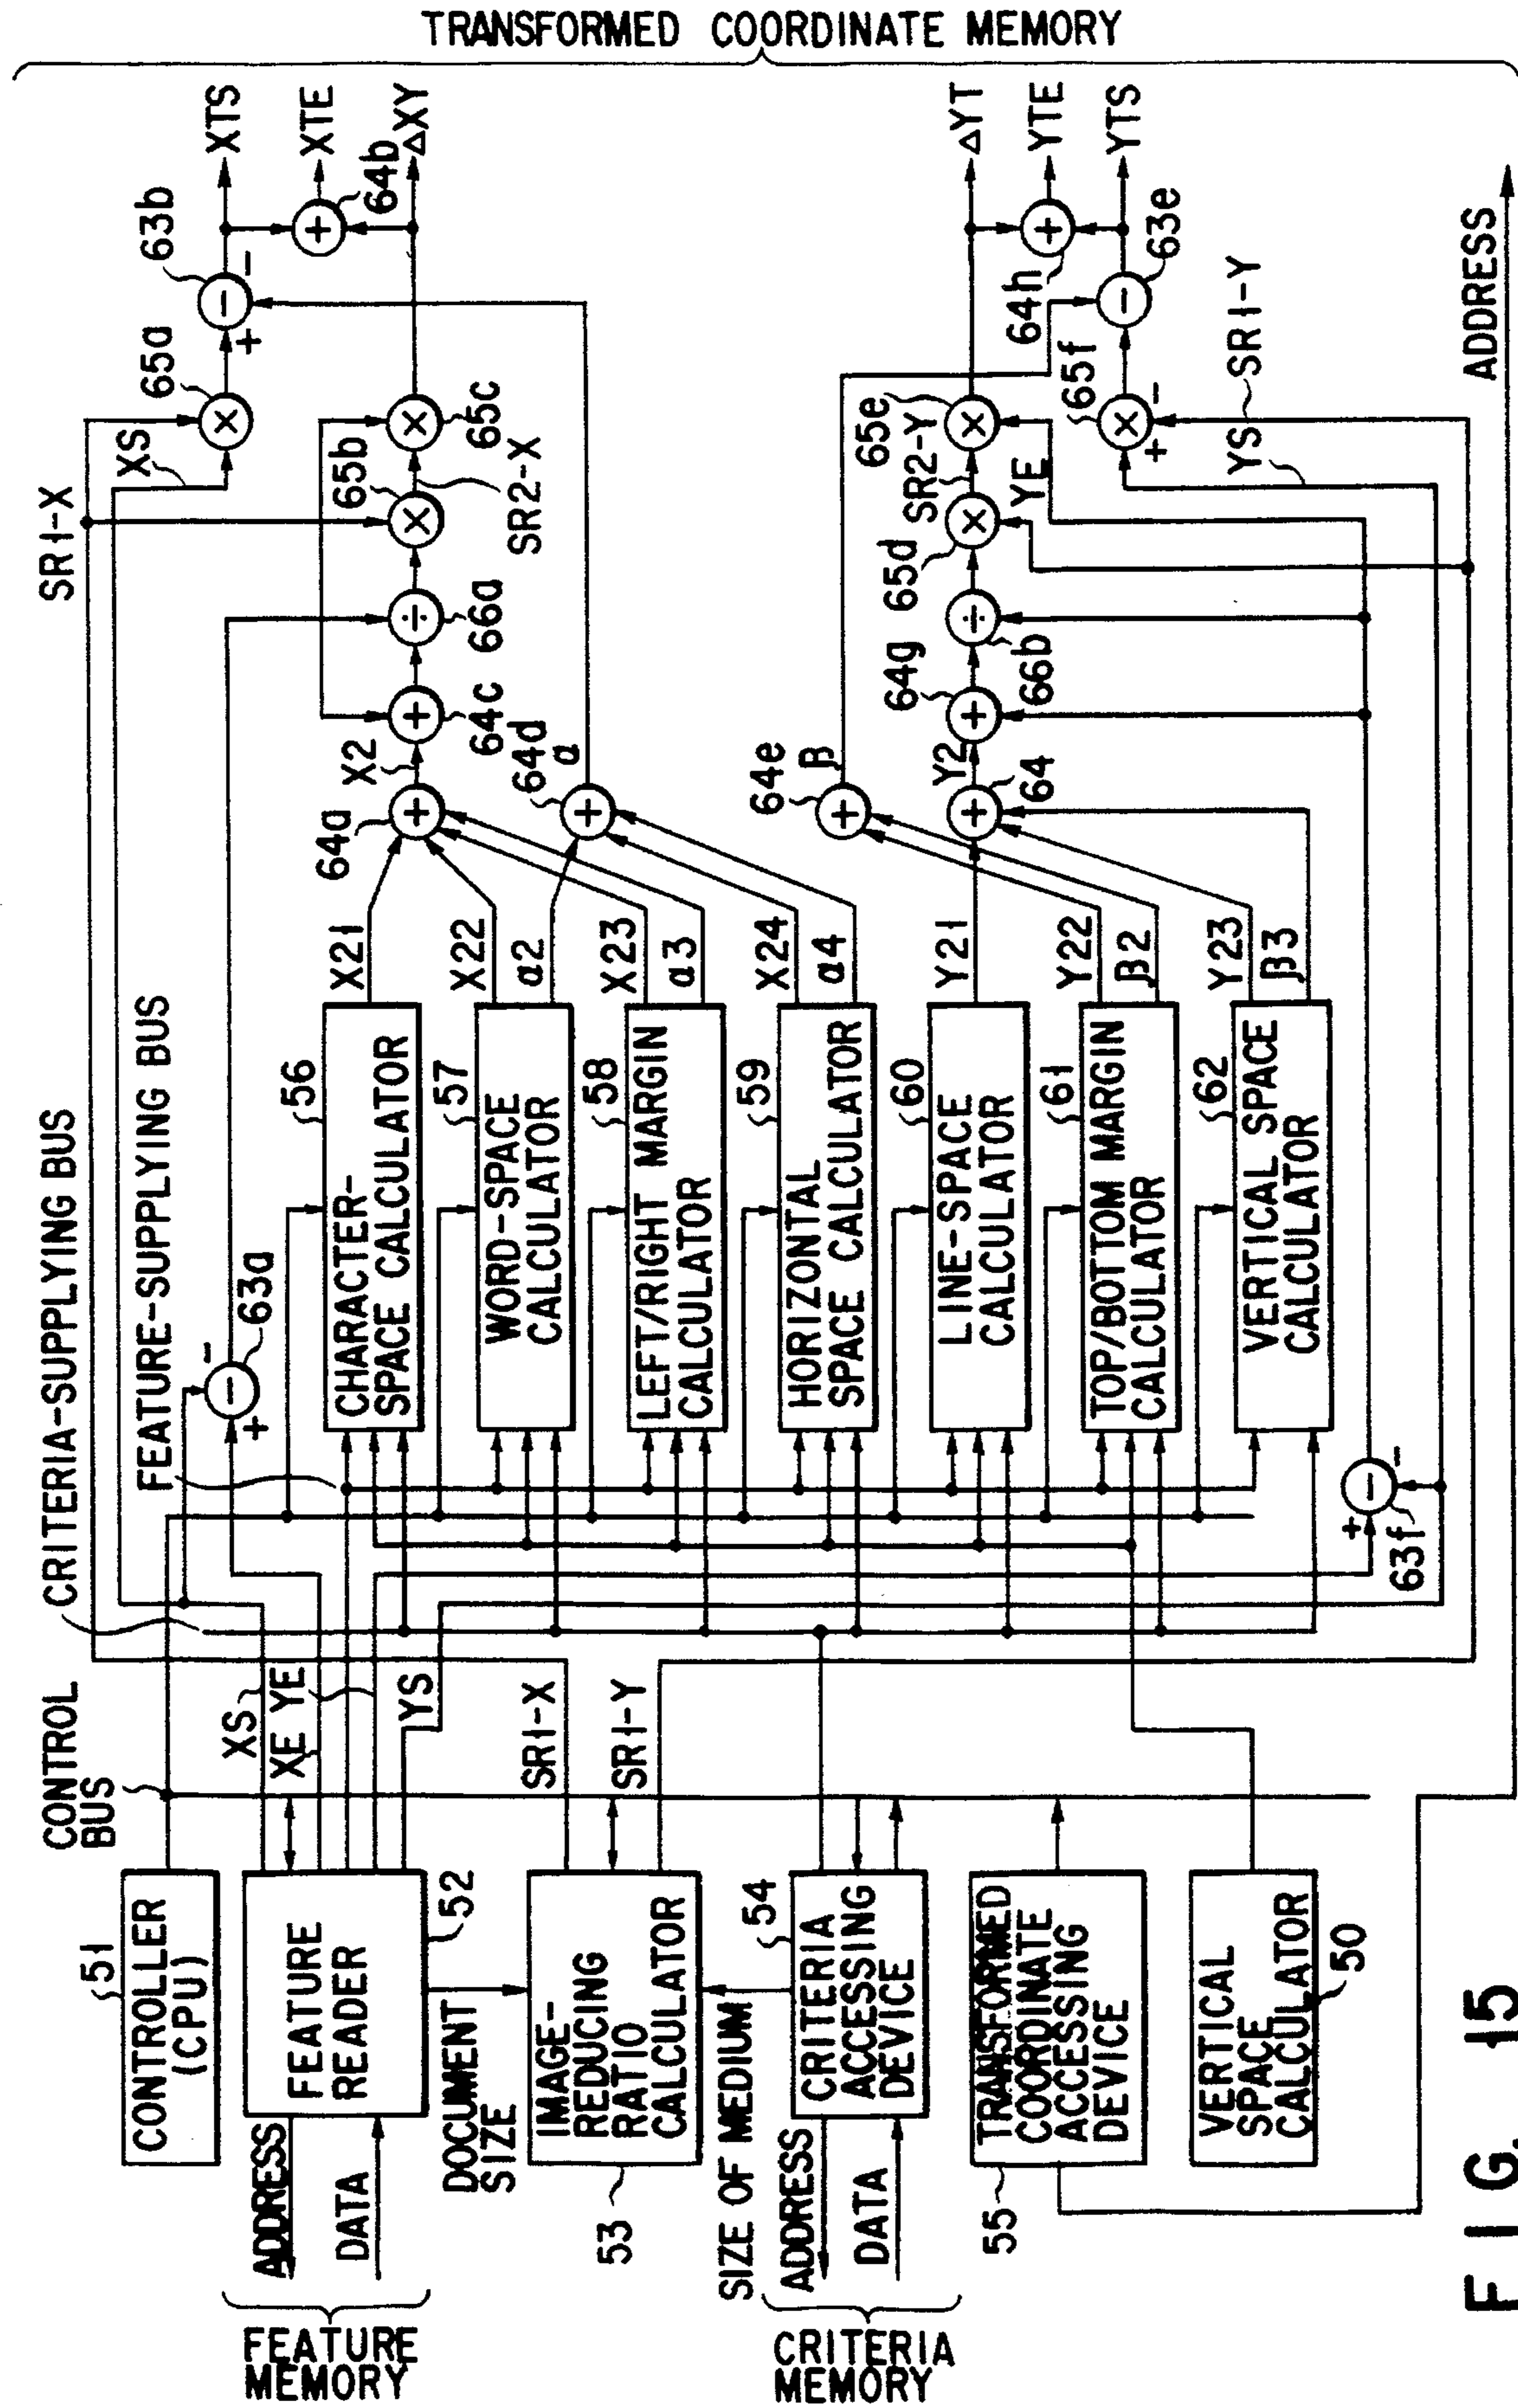 TRANSFORMED COORDINATE MEMORY
XTS
XTE
ΔXY
ΔYT
YTE
YTS
ADDRESS
63b
64b
64h
63e
+
-
-
+
+
-
65a
65c
65e
65f
+
-
SR1-Y
YS
×
×
×
×
XS
65b
SR2-X
SR2-Y
YE
65d
×
×
SR1-X
÷
66a
÷
66b
+
64c
64g
+
X2
64a
+
64d
α
+
64e
β
+
Y2
64
+
X21
X22
α2
X23
α3
X24
α4
Y21
Y22
β2
Y23
β3
CRITERIA-SUPPLYING BUS
FEATURE-SUPPLYING BUS
63a
-
-
+
56
CHARACTER-
SPACE CALCULATOR
57
WORD-SPACE
CALCULATOR
58
LEFT/RIGHT MARGIN
CALCULATOR
59
HORIZONTAL
SPACE CALCULATOR
60
LINE-SPACE
CALCULATOR
61
TOP/BOTTOM MARGIN
CALCULATOR
62
VERTICAL SPACE
CALCULATOR
63f
-
-
+
CONTROL
BUS
XS
XE
YE
YS
SR1-X
SR1-Y
51
CONTROLLER
(CPU)
52
FEATURE
READER
ADDRESS
DATA
FEATURE
MEMORY
DOCUMENT
SIZE
53
IMAGE-
REDUCING
RATIO
CALCULATOR
SIZE OF MEDIUM
54
CRITERIA
ACCESSING
DEVICE
ADDRESS
DATA
CRITERIA
MEMORY
55
TRANSFORMED
COORDINATE
ACCESSING
DEVICE
VERTICAL
SPACE
CALCULATOR
50
FIG. 15